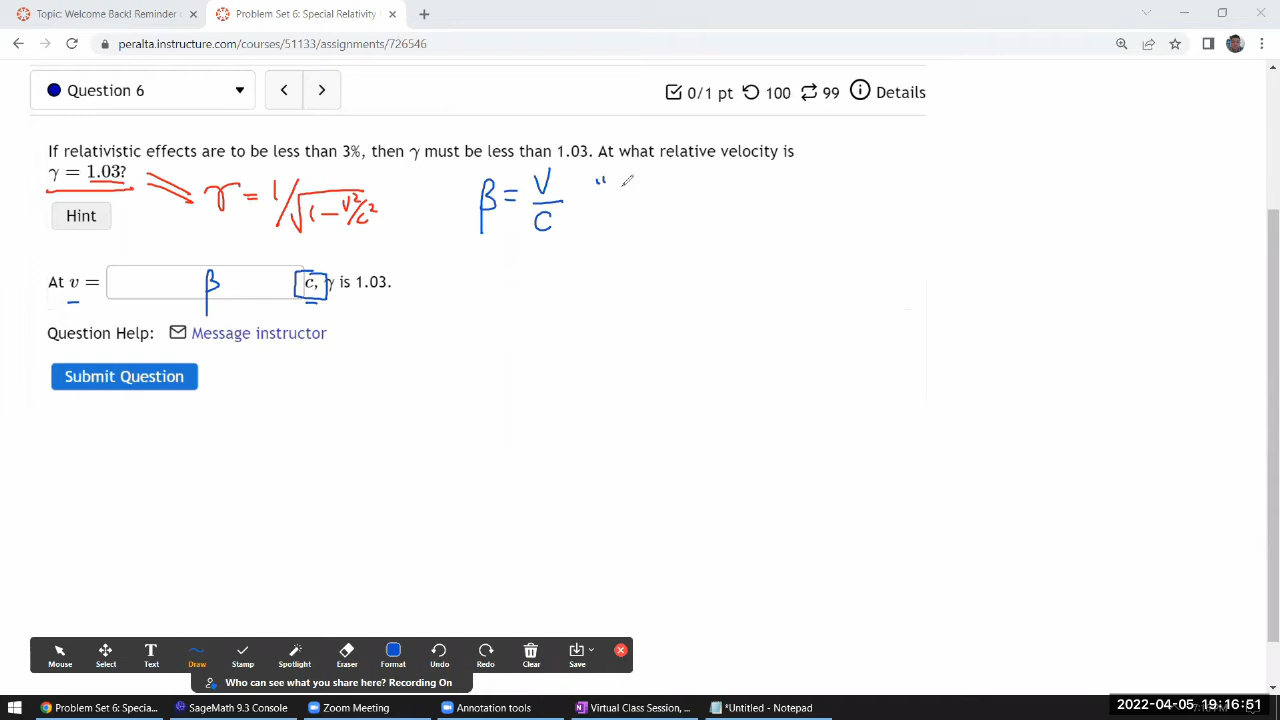 Topic: Welcome Back! Reminder
Problem Set 6: Special Relativity
peralta.instructure.com/courses/51133/assignments/726546
Question 6
0/1 pt 100 99 Details
If relativistic effects are to be less than 3%, then γ must be less than 1.03. At what relative velocity is
γ = 1.03?
γ = 1/√(1 − v²/c²)
β = v/c "
Hint
At v = β c, γ is 1.03.
Question Help: Message instructor
Submit Question
Mouse Select Text Draw Stamp Spotlight Eraser Format Undo Redo Clear Save
Who can see what you share here? Recording On
Problem Set 6: Specia... SageMath 9.3 Console Zoom Meeting Annotation tools Virtual Class Session, ... *Untitled - Notepad
2022-04-05 19:16:51